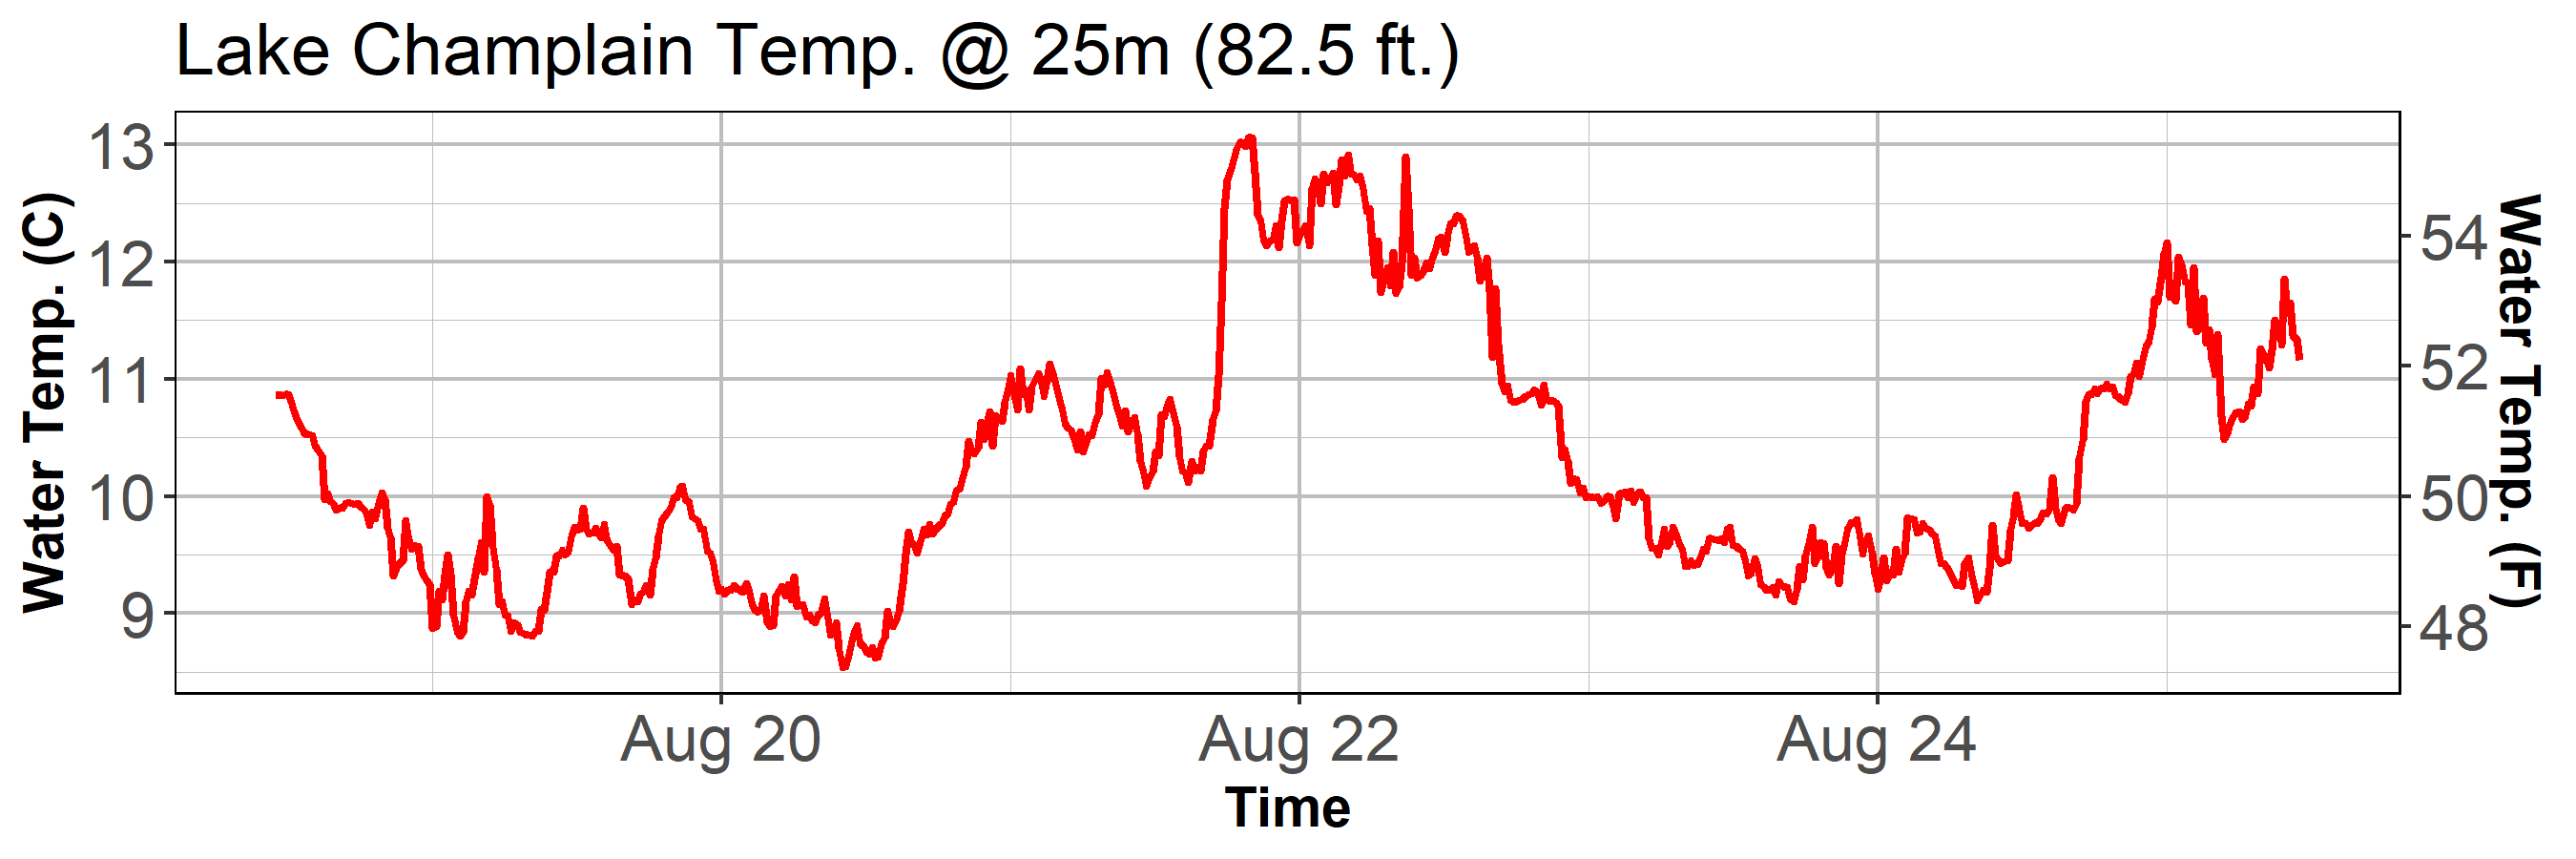 Lake Champlain Temp. @ 25m (82.5 ft.)
Water Temp. (C)
13
12
11
10
9
54
52
50
48
Water Temp. (F)
Aug 20
Aug 22
Aug 24
Time